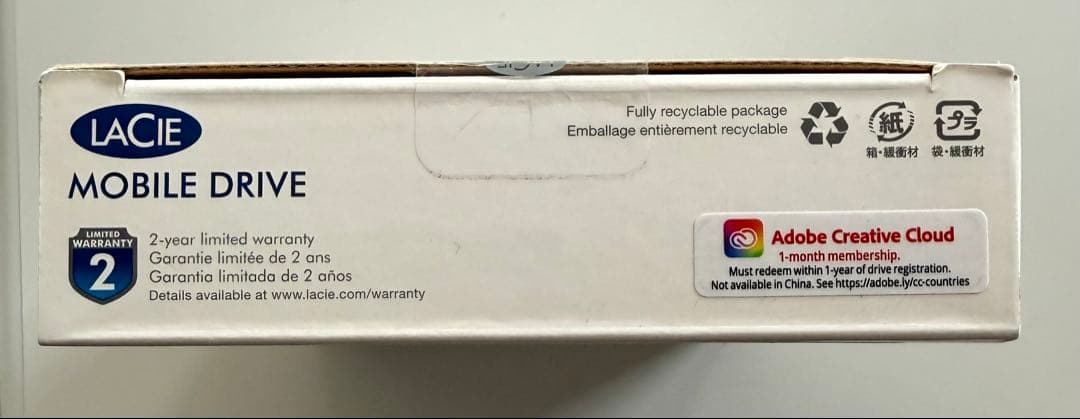 LACIE
MOBILE DRIVE
LIMITED
WARRANTY
2
2-year limited warranty
Garantie limitée de 2 ans
Garantia limitada de 2 años
Details available at www.lacie.com/warranty
Fully recyclable package
Emballage entièrement recyclable
紙
箱・緩衝材
プラ
袋・緩衝材
Adobe Creative Cloud
1-month membership.
Must redeem within 1-year of drive registration.
Not available in China. See https://adobe.ly/cc-countries